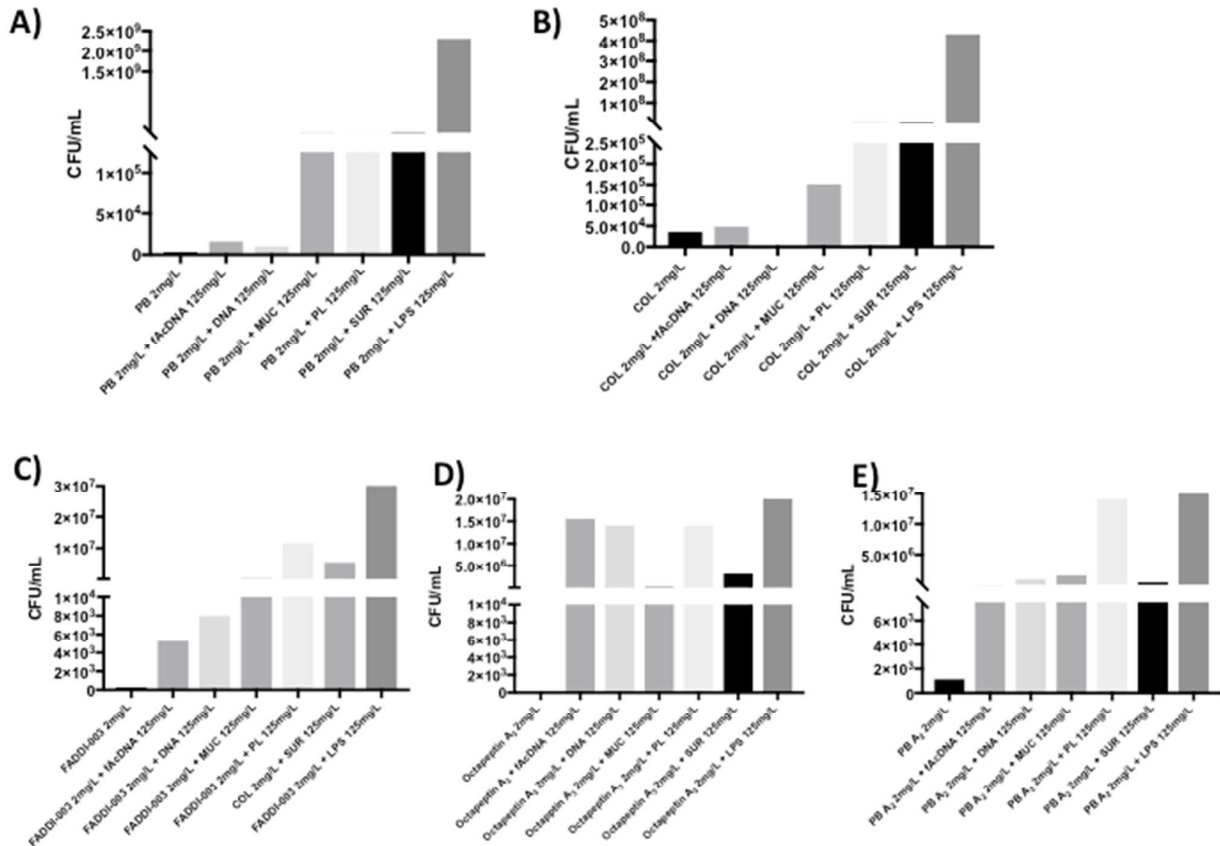 A)
CFU/mL
2.5×10⁹
2.0×10⁹
1.5×10⁹
1×10⁵
5×10⁴
0
PB 2mg/L
PB 2mg/L + fAcDNA 125mg/L
PB 2mg/L + DNA 125mg/L
PB 2mg/L + MUC 125mg/L
PB 2mg/L + PL 125mg/L
PB 2mg/L + SUR 125mg/L
PB 2mg/L + LPS 125mg/L
B)
CFU/mL
5×10⁸
4×10⁸
3×10⁸
2×10⁸
1×10⁸
2.5×10⁵
2.0×10⁵
1.5×10⁵
1.0×10⁵
5.0×10⁴
0.0
COL 2mg/L
COL 2mg/L +fAcDNA 125mg/L
COL 2mg/L + DNA 125mg/L
COL 2mg/L + MUC 125mg/L
COL 2mg/L + PL 125mg/L
COL 2mg/L + SUR 125mg/L
COL 2mg/L + LPS 125mg/L
C)
CFU/mL
3×10⁷
2×10⁷
1×10⁷
1×10⁴
8×10³
6×10³
4×10³
2×10³
0
FADDI-003 2mg/L
FADDI-003 2mg/L + fAcDNA 125mg/L
FADDI-003 2mg/L + DNA 125mg/L
FADDI-003 2mg/L + MUC 125mg/L
FADDI-003 2mg/L + PL 125mg/L
COL 2mg/L + SUR 125mg/L
FADDI-003 2mg/L + LPS 125mg/L
D)
CFU/mL
2.0×10⁷
1.5×10⁷
1.0×10⁷
5.0×10⁶
1×10⁴
8×10³
6×10³
4×10³
2×10³
0
Octapeptin A₃ 2mg/L
Octapeptin A₃ + fAcDNA 125mg/L
Octapeptin A₃ 2mg/L + DNA 125mg/L
Octapeptin A₃ 2mg/L + MUC 125mg/L
Octapeptin A₃ 2mg/L + PL 125mg/L
Octapeptin A₃ 2mg/L + SUR 125mg/L
Octapeptin A₃ 2mg/L + LPS 125mg/L
E)
CFU/mL
1.5×10⁷
1×10⁷
5.0×10⁶
6×10³
4×10³
2×10³
0
PB A₂ 2mg/L
PB A₂ 2mg/L + fAcDNA 125mg/L
PB A₂ 2mg/L + DNA 125mg/L
PB A₂ 2mg/L + MUC 125mg/L
PB A₂ 2mg/L + PL 125mg/L
PB A₂ 2mg/L + SUR 125mg/L
PB A₂ 2mg/L + LPS 125mg/L